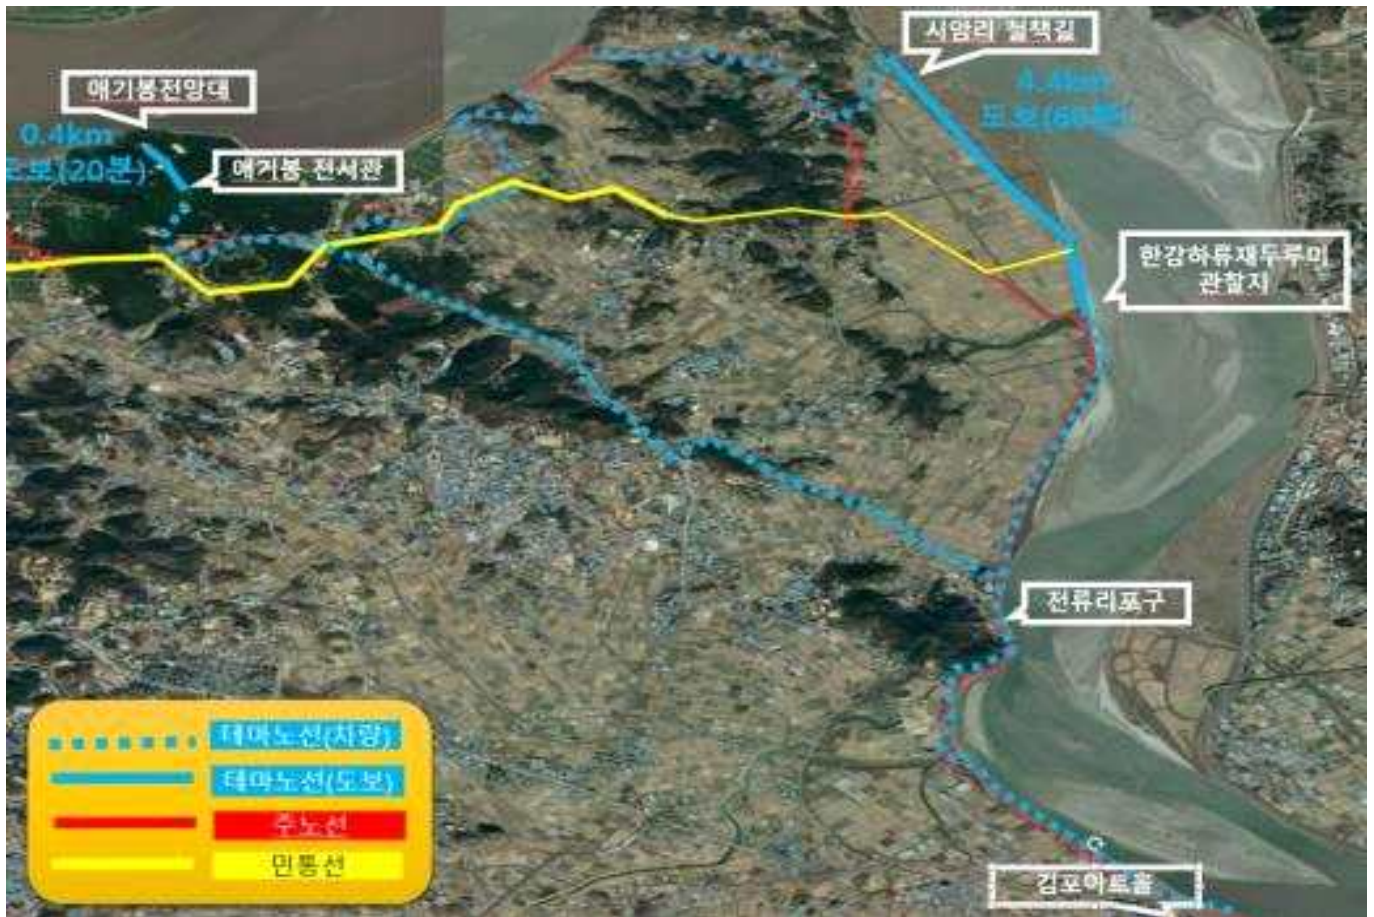 시암리 철책길
4.4km
도보(60분)
애기봉전망대
0.4km
도보(20분)
애기봉 전시관
한강하류재두루미
관찰지
전류리포구
테마노선(차량)
테마노선(도보)
주노선
민통선
김포아트홀